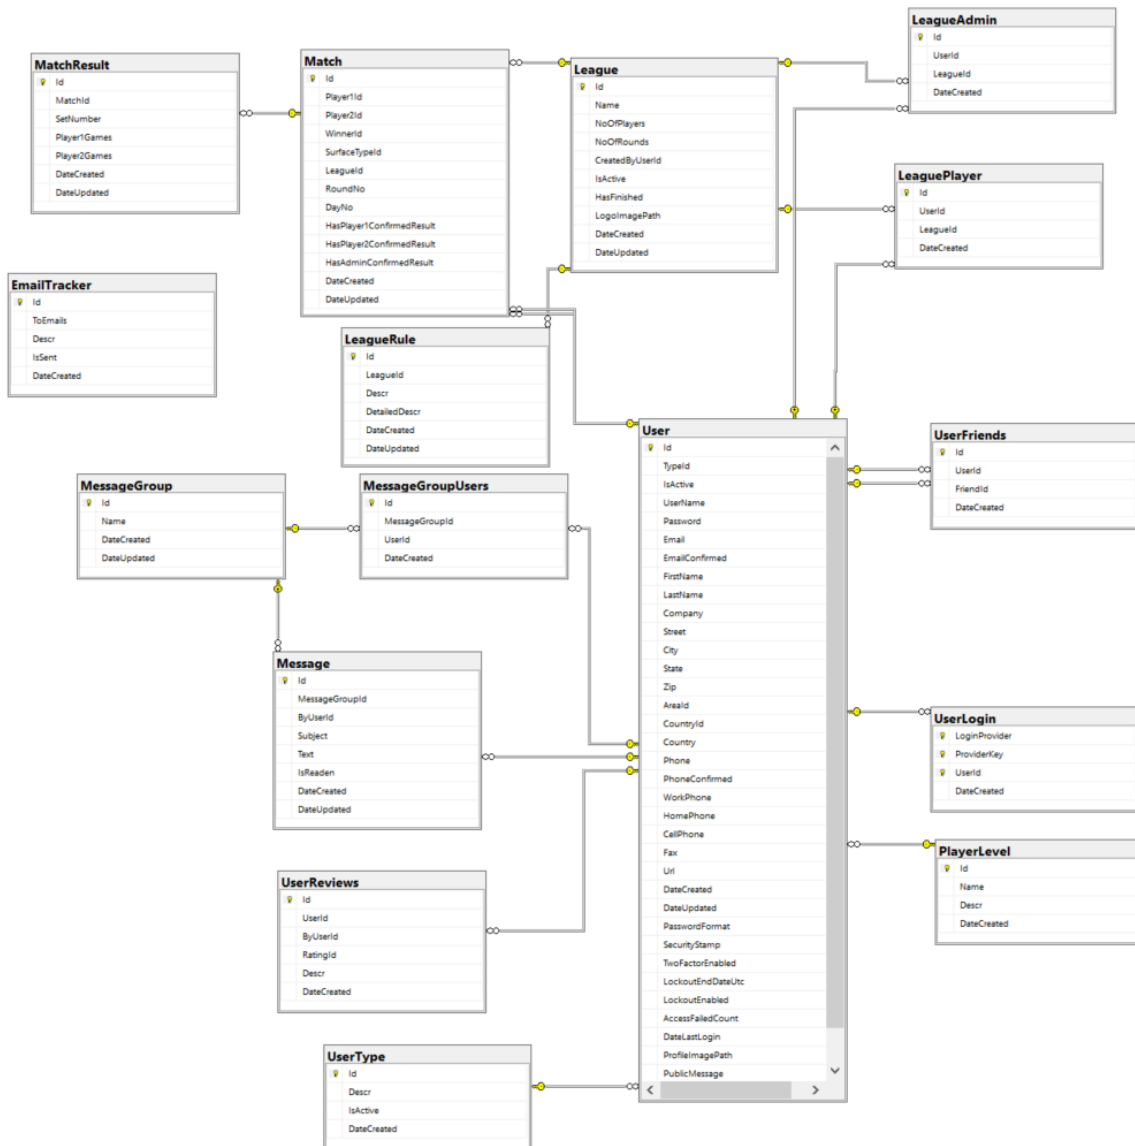 LeagueAdmin
Id
UserId
LeagueId
DateCreated
MatchResult
Id
MatchId
SetNumber
Player1Games
Player2Games
DateCreated
DateUpdated
Match
Id
Player1Id
Player2Id
WinnerId
SurfaceTypeId
LeagueId
RoundNo
DayNo
HasPlayer1ConfirmedResult
HasPlayer2ConfirmedResult
HasAdminConfirmedResult
DateCreated
DateUpdated
League
Id
Name
NoOfPlayers
NoOfRounds
CreatedByUserId
IsActive
HasFinished
LogoImagePath
DateCreated
DateUpdated
LeaguePlayer
Id
UserId
LeagueId
DateCreated
EmailTracker
Id
ToEmails
Descr
IsSent
DateCreated
LeagueRule
Id
LeagueId
Descr
DetailedDescr
DateCreated
DateUpdated
User
Id
TypeId
IsActive
UserName
Password
Email
EmailConfirmed
FirstName
LastName
Company
Street
City
State
Zip
AreaId
CountryId
Country
Phone
PhoneConfirmed
WorkPhone
HomePhone
CellPhone
Fax
Url
DateCreated
DateUpdated
PasswordFormat
SecurityStamp
TwoFactorEnabled
LockoutEndDateUtc
LockoutEnabled
AccessFailedCount
DateLastLogin
ProfileImagePath
PublicMessage
UserFriends
Id
UserId
FriendId
DateCreated
MessageGroup
Id
Name
DateCreated
DateUpdated
MessageGroupUsers
Id
MessageGroupId
UserId
DateCreated
Message
Id
MessageGroupId
ByUserId
Subject
Text
IsReaden
DateCreated
DateUpdated
UserLogin
LoginProvider
ProviderKey
UserId
DateCreated
PlayerLevel
Id
Name
Descr
DateCreated
UserReviews
Id
UserId
ByUserId
RatingId
Descr
DateCreated
UserType
Id
Descr
IsActive
DateCreated